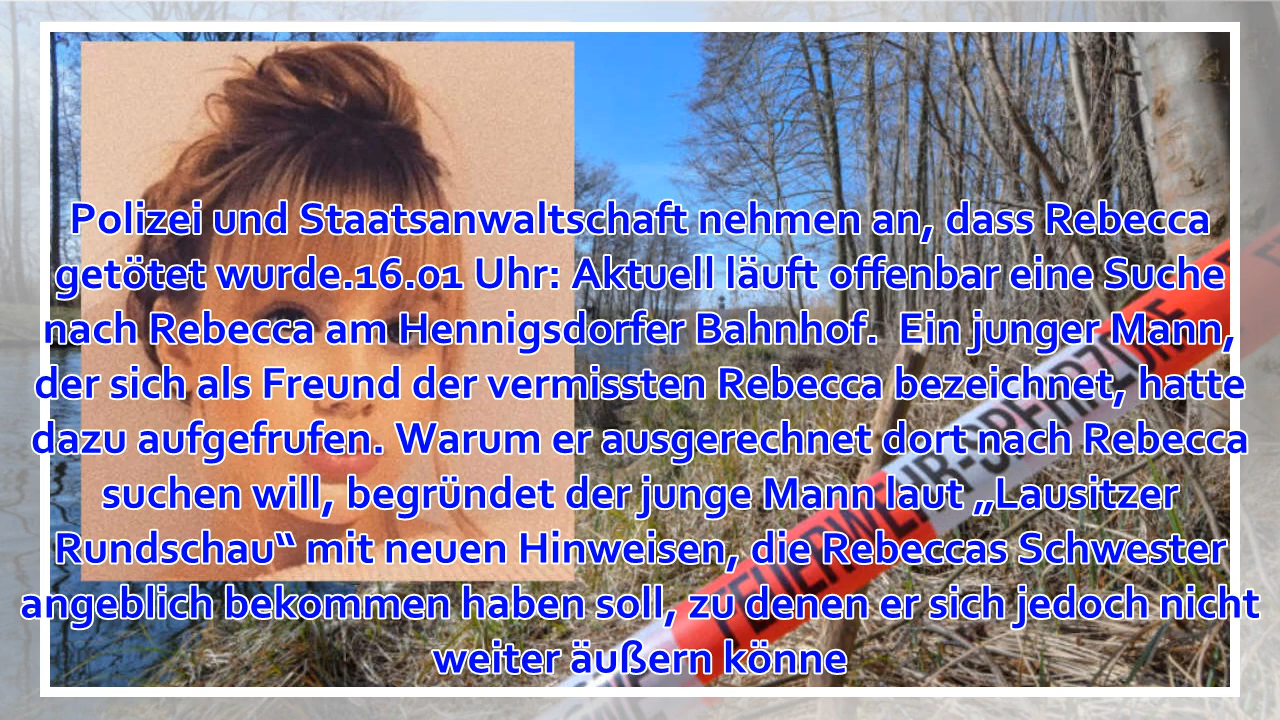 Polizei und Staatsanwaltschaft nehmen an, dass Rebecca
getötet wurde.16.01 Uhr: Aktuell läuft offenbar eine Suche
nach Rebecca am Hennigsdorfer Bahnhof.  Ein junger Mann,
der sich als Freund der vermissten Rebecca bezeichnet, hatte
dazu aufgefrufen. Warum er ausgerechnet dort nach Rebecca
suchen will, begründet der junge Mann laut „Lausitzer
Rundschau“ mit neuen Hinweisen, die Rebeccas Schwester
angeblich bekommen haben soll, zu denen er sich jedoch nicht
weiter äußern könne
FEUERWEHR-SPERRZONE